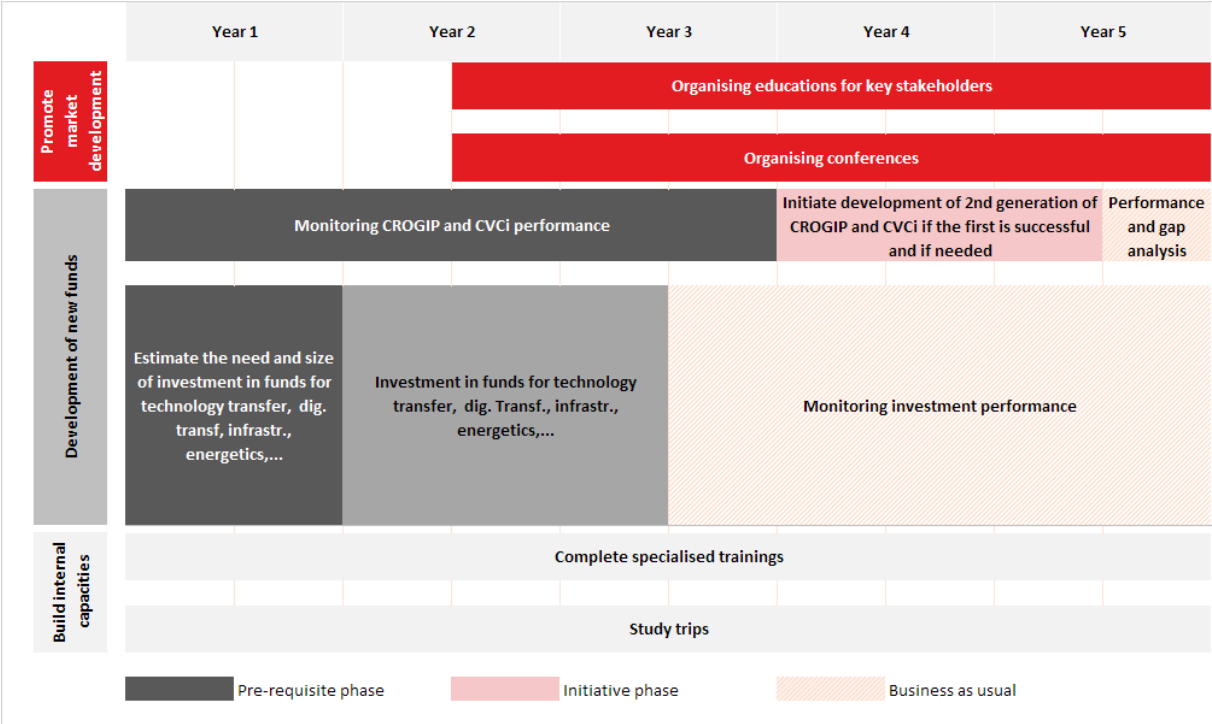 Year 1
Year 2
Year 3
Year 4
Year 5
Promote
market
development
Organising educations for key stakeholders
Organising conferences
Development of new funds
Monitoring CROGIP and CVCi performance
Initiate development of 2nd generation of
CROGIP and CVCi if the first is successful
and if needed
Performance
and gap
analysis
Estimate the need and size
of investment in funds for
technology transfer, dig.
transf, infrastr.,
energetics,...
Investment in funds for technology
transfer, dig. Transf., infrastr.,
energetics,...
Monitoring investment performance
Build internal
capacities
Complete specialised trainings
Study trips
Pre-requisite phase
Initiative phase
Business as usual